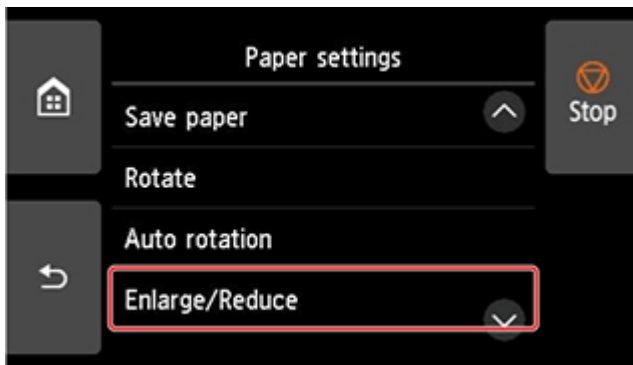 Paper settings
Save paper
Stop
Rotate
Auto rotation
Enlarge/Reduce